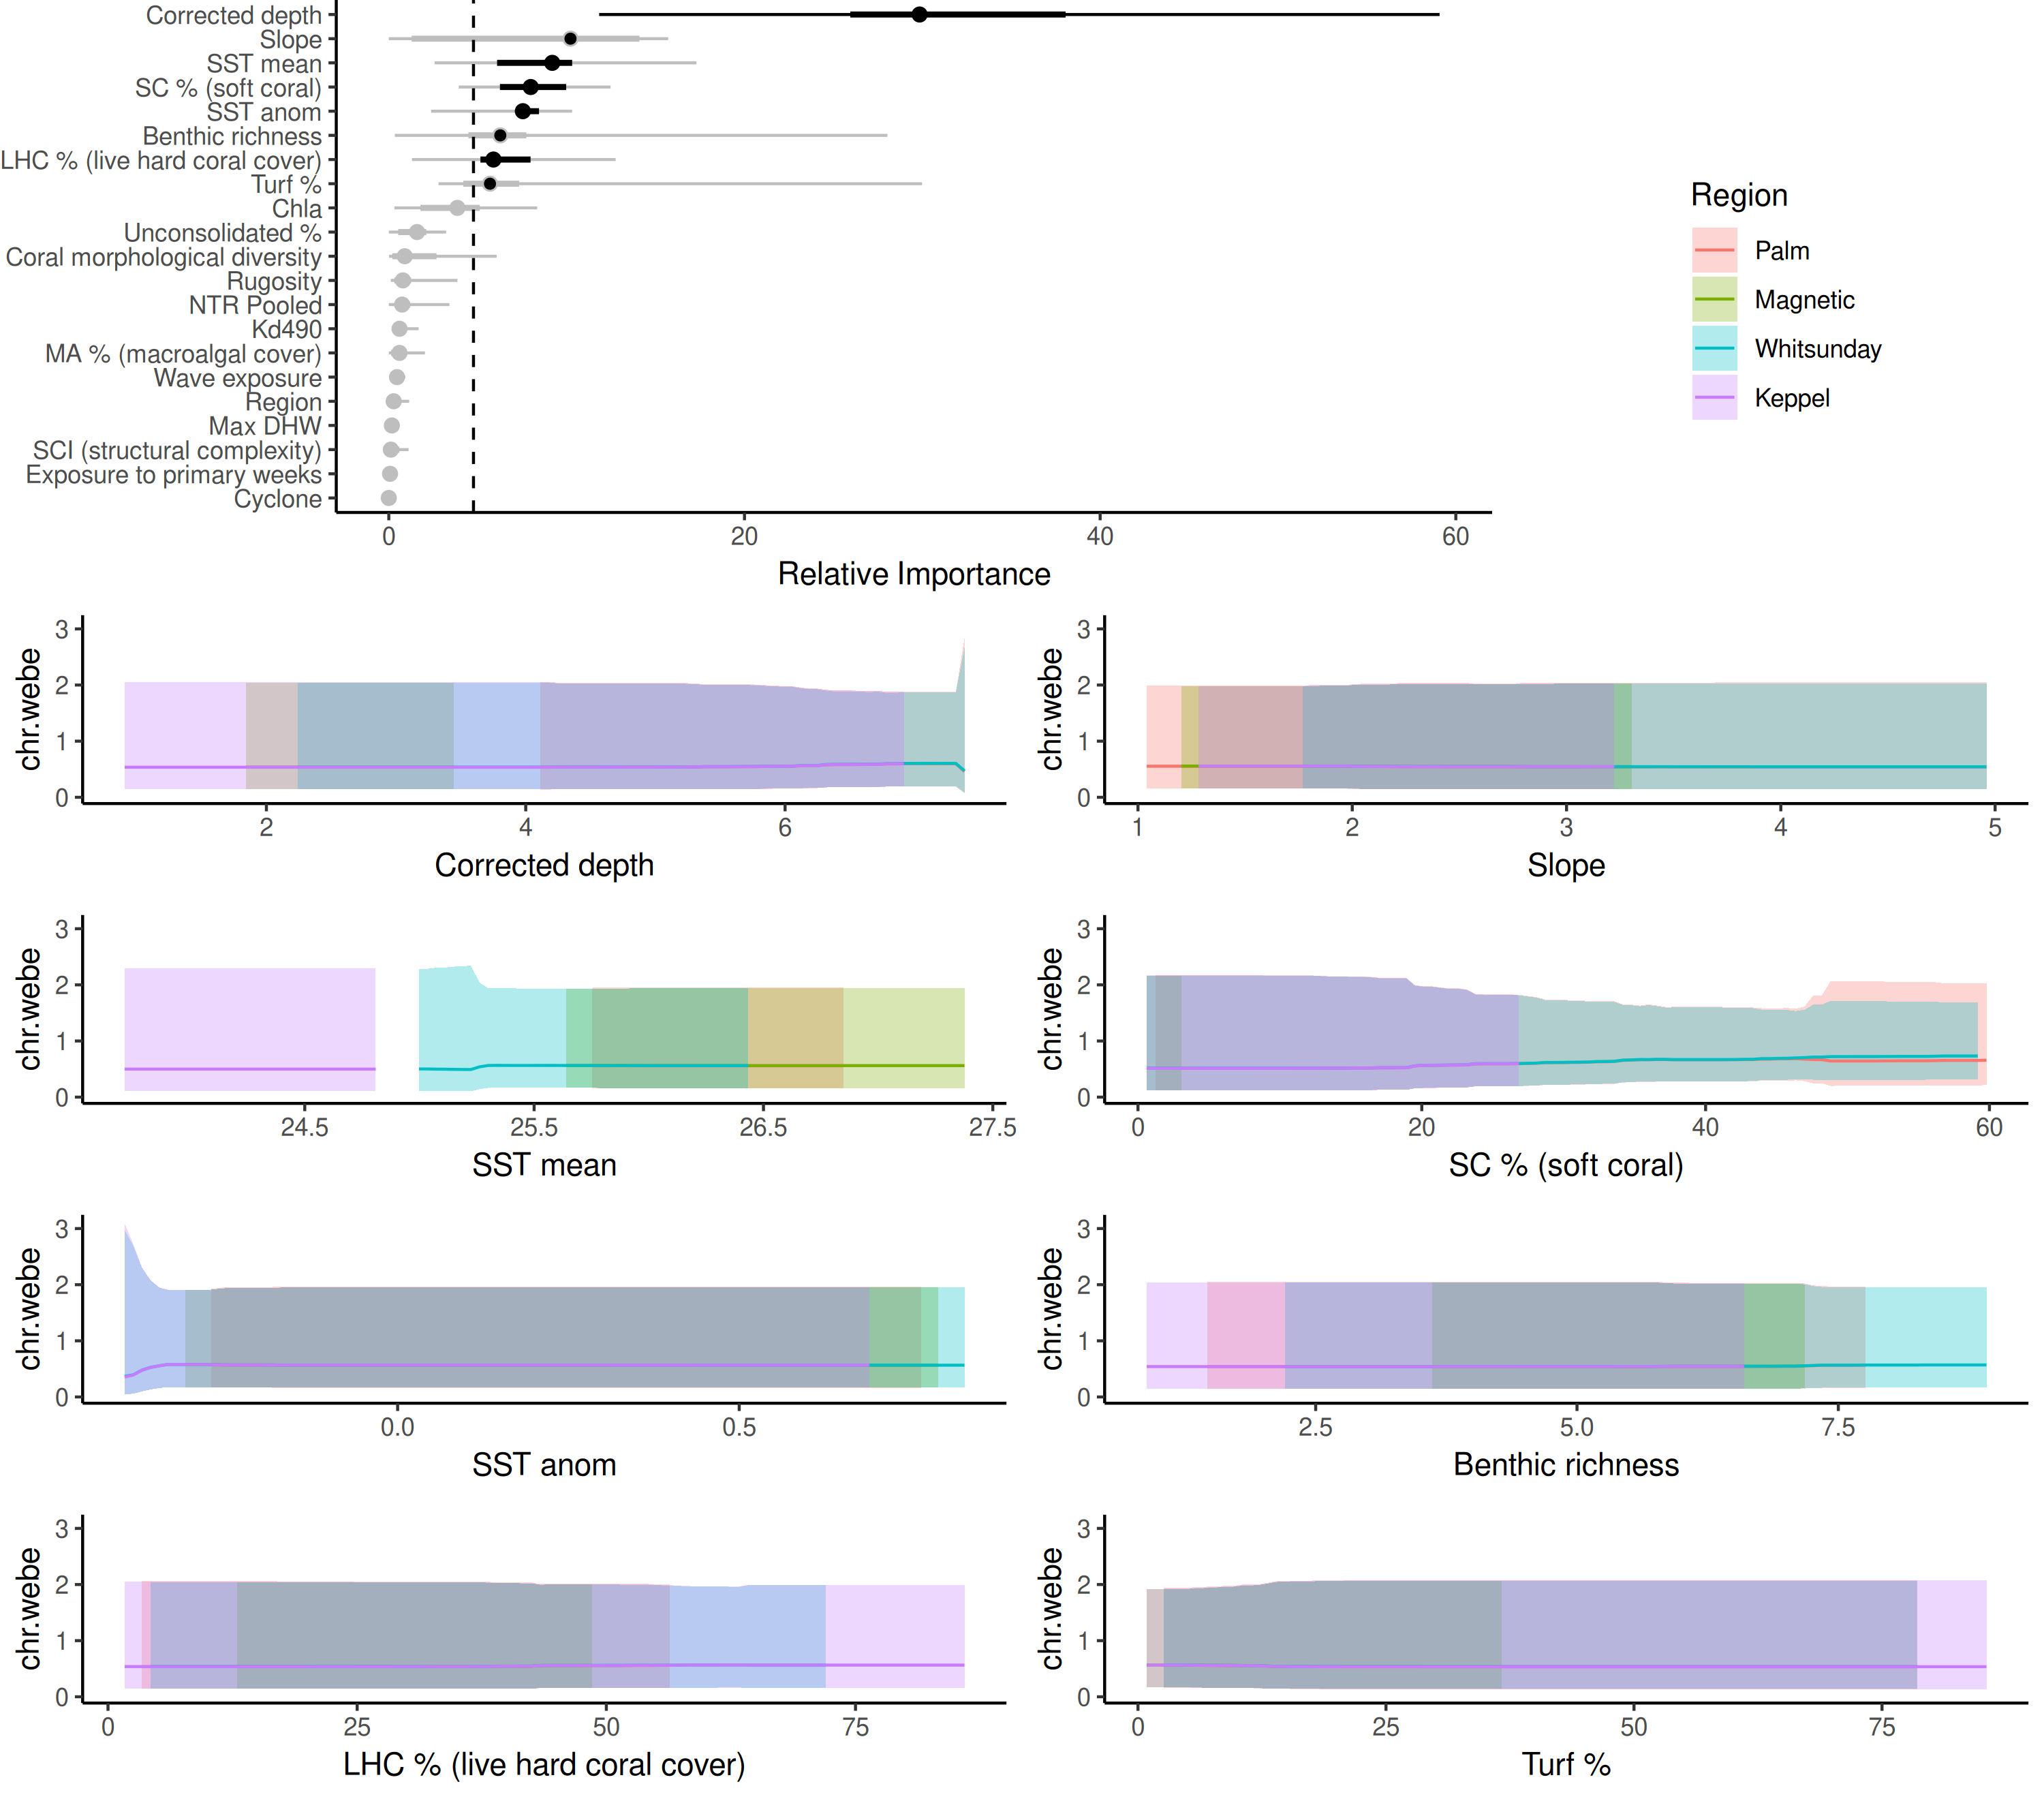 Corrected depth
Slope
SST mean
SC % (soft coral)
SST anom
Benthic richness
LHC % (live hard coral cover)
Turf %
Chla
Unconsolidated %
Coral morphological diversity
Rugosity
NTR Pooled
Kd490
MA % (macroalgal cover)
Wave exposure
Region
Max DHW
SCI (structural complexity)
Exposure to primary weeks
Cyclone
0 20 40 60
Relative Importance
Region
Palm
Magnetic
Whitsunday
Keppel
chr.webe
3
2
1
0
2 4 6
Corrected depth
chr.webe
3
2
1
0
1 2 3 4 5
Slope
chr.webe
3
2
1
0
24.5 25.5 26.5 27.5
SST mean
chr.webe
3
2
1
0
0 20 40 60
SC % (soft coral)
chr.webe
3
2
1
0
0.0 0.5
SST anom
chr.webe
3
2
1
0
2.5 5.0 7.5
Benthic richness
chr.webe
3
2
1
0
0 25 50 75
LHC % (live hard coral cover)
chr.webe
3
2
1
0
0 25 50 75
Turf %